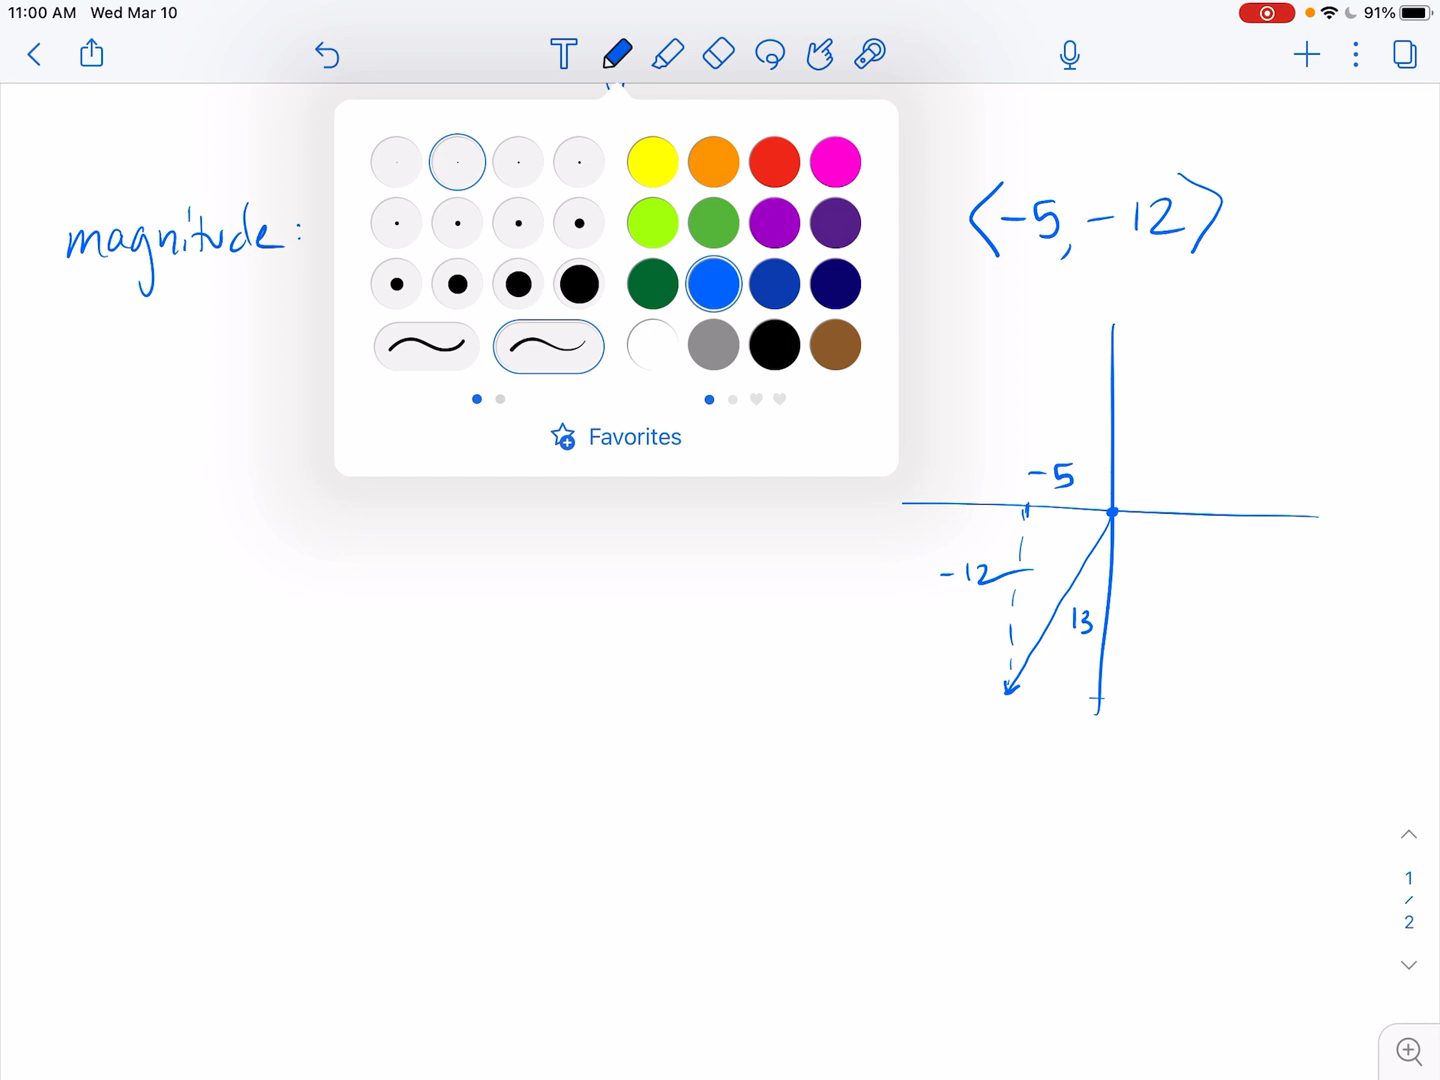 11:00 AM Wed Mar 10
91%
T
magnitude:
⟨-5, -12⟩
Favorites
-5
-12
13
1
/
2